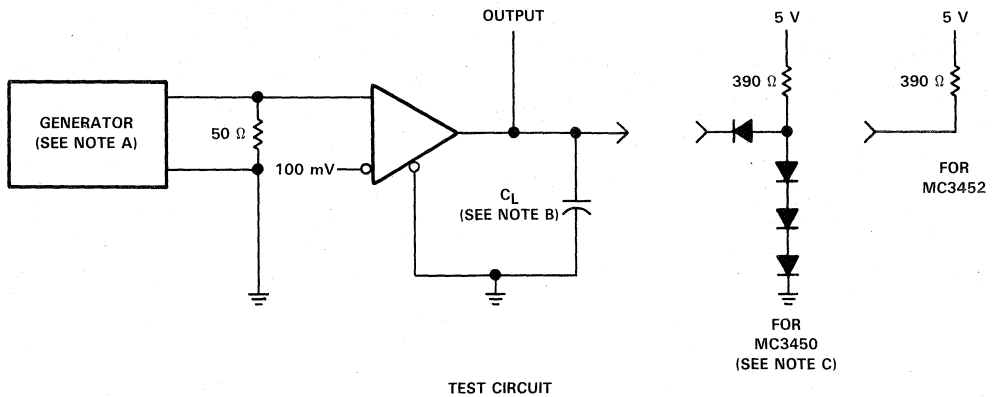 OUTPUT
5 V
5 V
390 Ω
390 Ω
GENERATOR
(SEE NOTE A)
50 Ω
100 mV
CL
(SEE NOTE B)
FOR
MC3452
FOR
MC3450
(SEE NOTE C)
TEST CIRCUIT